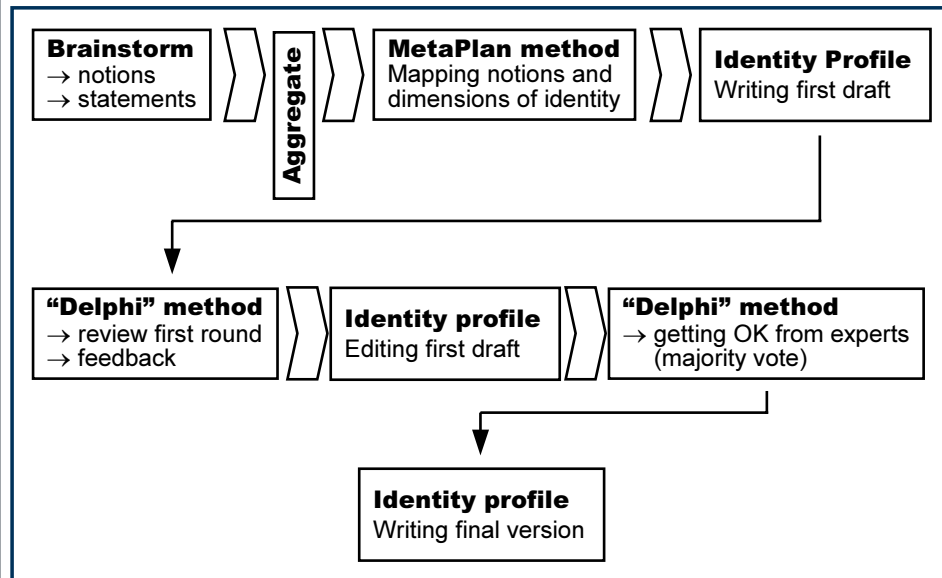 Brainstorm
→ notions
→ statements
Aggregate
MetaPlan method
Mapping notions and
dimensions of identity
Identity Profile
Writing first draft
“Delphi” method
→ review first round
→ feedback
Identity profile
Editing first draft
“Delphi” method
→ getting OK from experts
(majority vote)
Identity profile
Writing final version